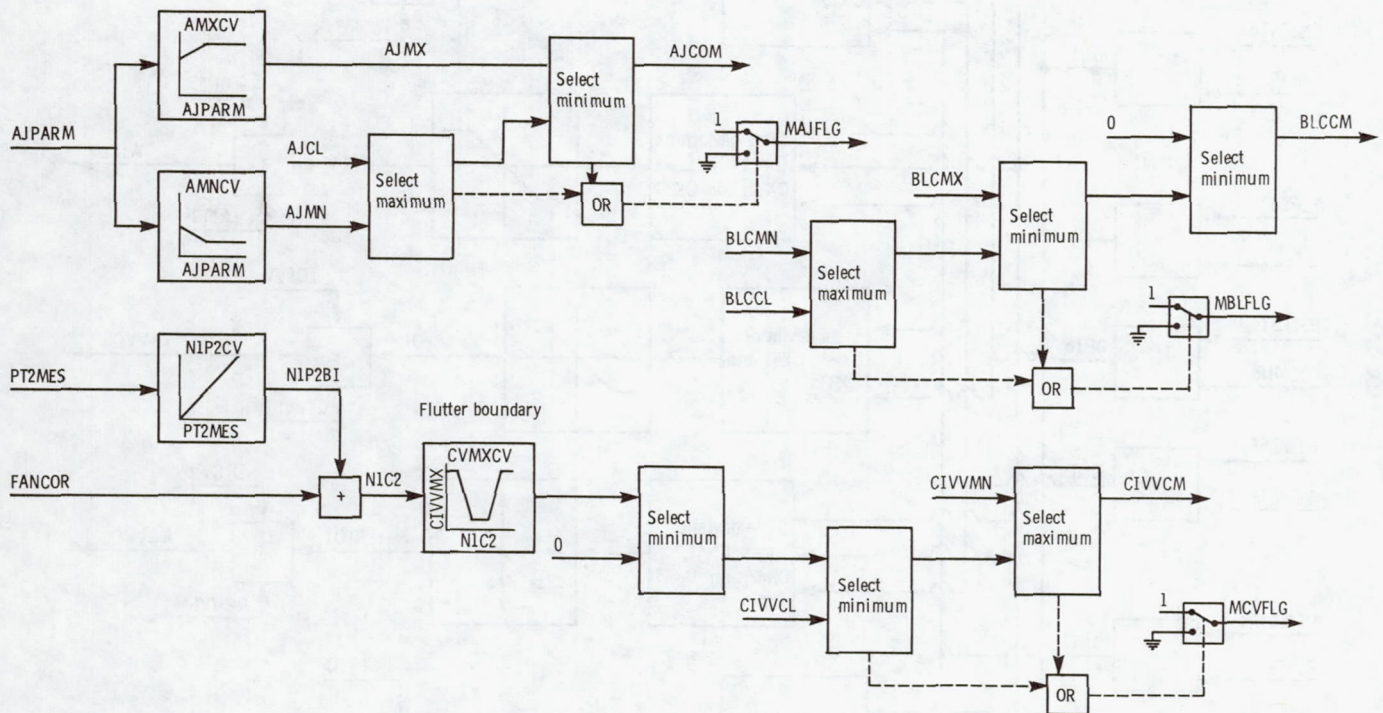 AMXCV
AJPARM
AJMX
Select
minimum
AJCOM
AJPARM
AJCL
Select
maximum
1
MAJFLG
OR
AMNCV
AJPARM
AJMN
0
Select
minimum
BLCCM
BLCMX
Select
minimum
BLCMN
Select
maximum
BLCCL
1
MBLFLG
OR
N1P2CV
PT2MES
PT2MES
N1P2BI
Flutter boundary
FANCOR
+
N1C2
CVMXCV
CIVVMX
N1C2
0
Select
minimum
CIVVCL
Select
minimum
CIVVMN
Select
maximum
CIVVCM
1
MCVFLG
OR